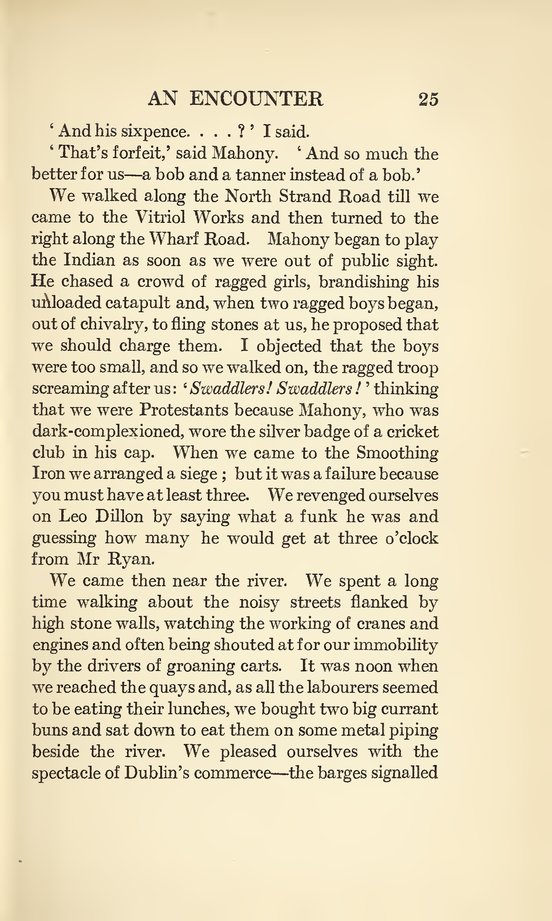 AN ENCOUNTER 25
‘ And his sixpence. . . . ? ’ I said.
‘ That's forfeit,’ said Mahony. ‘ And so much the
better for us—a bob and a tanner instead of a bob.’
We walked along the North Strand Road till we
came to the Vitriol Works and then turned to the
right along the Wharf Road. Mahony began to play
the Indian as soon as we were out of public sight.
He chased a crowd of ragged girls, brandishing his
unloaded catapult and, when two ragged boys began,
out of chivalry, to fling stones at us, he proposed that
we should charge them. I objected that the boys
were too small, and so we walked on, the ragged troop
screaming after us: ‘ Swaddlers! Swaddlers ! ’ thinking
that we were Protestants because Mahony, who was
dark-complexioned, wore the silver badge of a cricket
club in his cap. When we came to the Smoothing
Iron we arranged a siege ; but it was a failure because
you must have at least three. We revenged ourselves
on Leo Dillon by saying what a funk he was and
guessing how many he would get at three o'clock
from Mr Ryan.
We came then near the river. We spent a long
time walking about the noisy streets flanked by
high stone walls, watching the working of cranes and
engines and often being shouted at for our immobility
by the drivers of groaning carts. It was noon when
we reached the quays and, as all the labourers seemed
to be eating their lunches, we bought two big currant
buns and sat down to eat them on some metal piping
beside the river. We pleased ourselves with the
spectacle of Dublin's commerce—the barges signalled